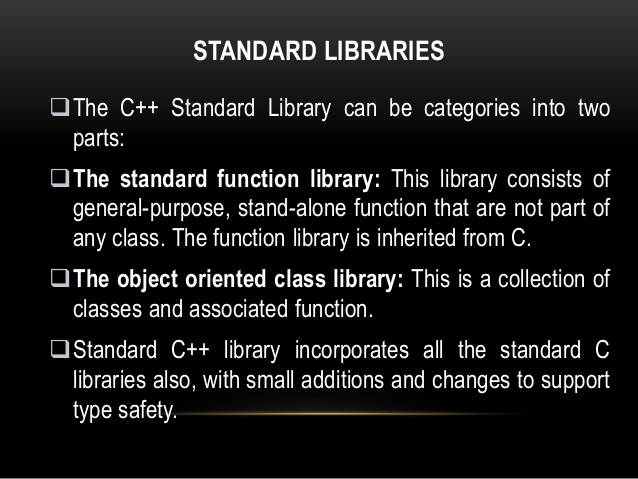 STANDARD LIBRARIES
❑The C++ Standard Library can be categories into two
parts:
❑The standard function library: This library consists of
general-purpose, stand-alone function that are not part of
any class. The function library is inherited from C.
❑The object oriented class library: This is a collection of
classes and associated function.
❑Standard C++ library incorporates all the standard C
libraries also, with small additions and changes to support
type safety.